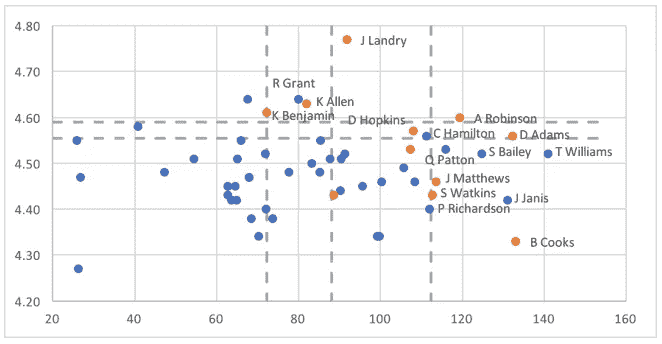 4.80
J Landry
4.70
R Grant
K Allen
K Benjamin
D Hopkins
A Robinson
4.60
C Hamilton
D Adams
Q Patton
S Bailey
T Williams
4.50
J Matthews
S Watkins
J Janis
4.40
P Richardson
B Cooks
4.30
4.20
20 40 60 80 100 120 140 160